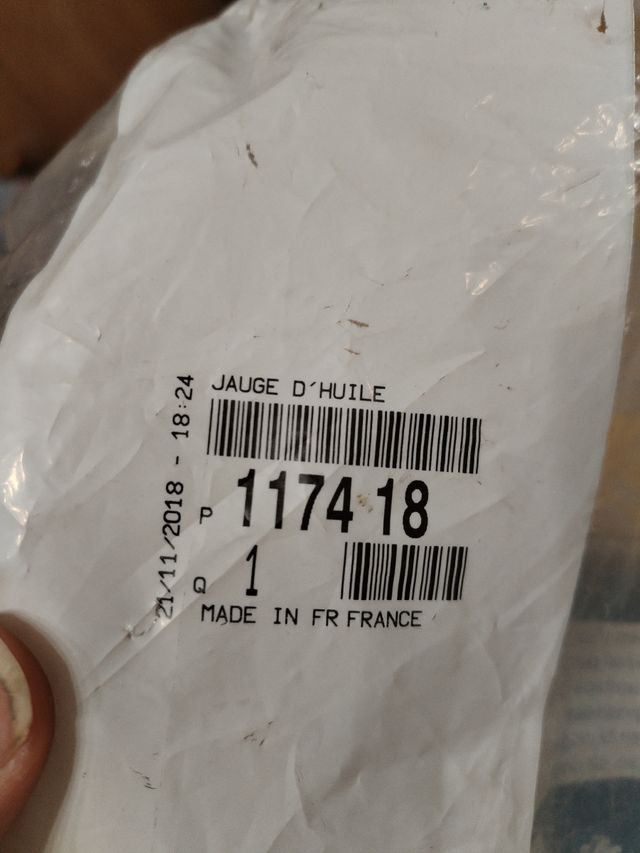 JAUGE D'HUILE
21/11/2018 - 18:24
P 1174 18
Q 1
MADE IN FR FRANCE